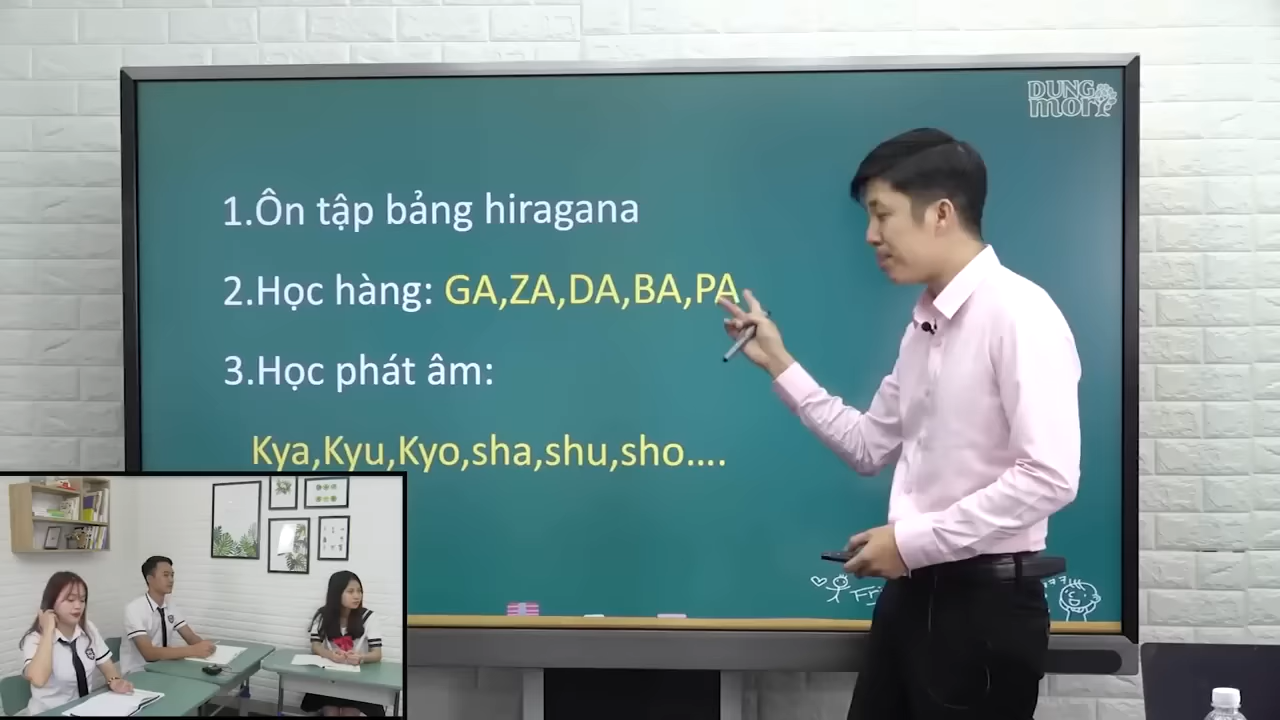 DUNG
mori
1.Ôn tập bảng hiragana
2.Học hàng: GA,ZA,DA,BA,PA
3.Học phát âm:
Kya,Kyu,Kyo,sha,shu,sho....